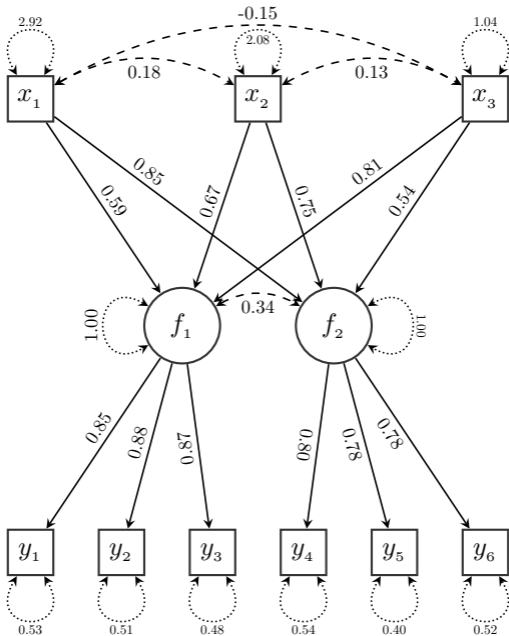 -0.15
2.92
2.08
1.04
0.18
0.13
x₁
x₂
x₃
0.59
0.85
0.67
0.75
0.81
0.54
1.00
f₁
0.34
f₂
1.00
0.85
0.88
0.87
0.80
0.78
0.78
y₁
y₂
y₃
y₄
y₅
y₆
0.53
0.51
0.48
0.54
0.40
0.52